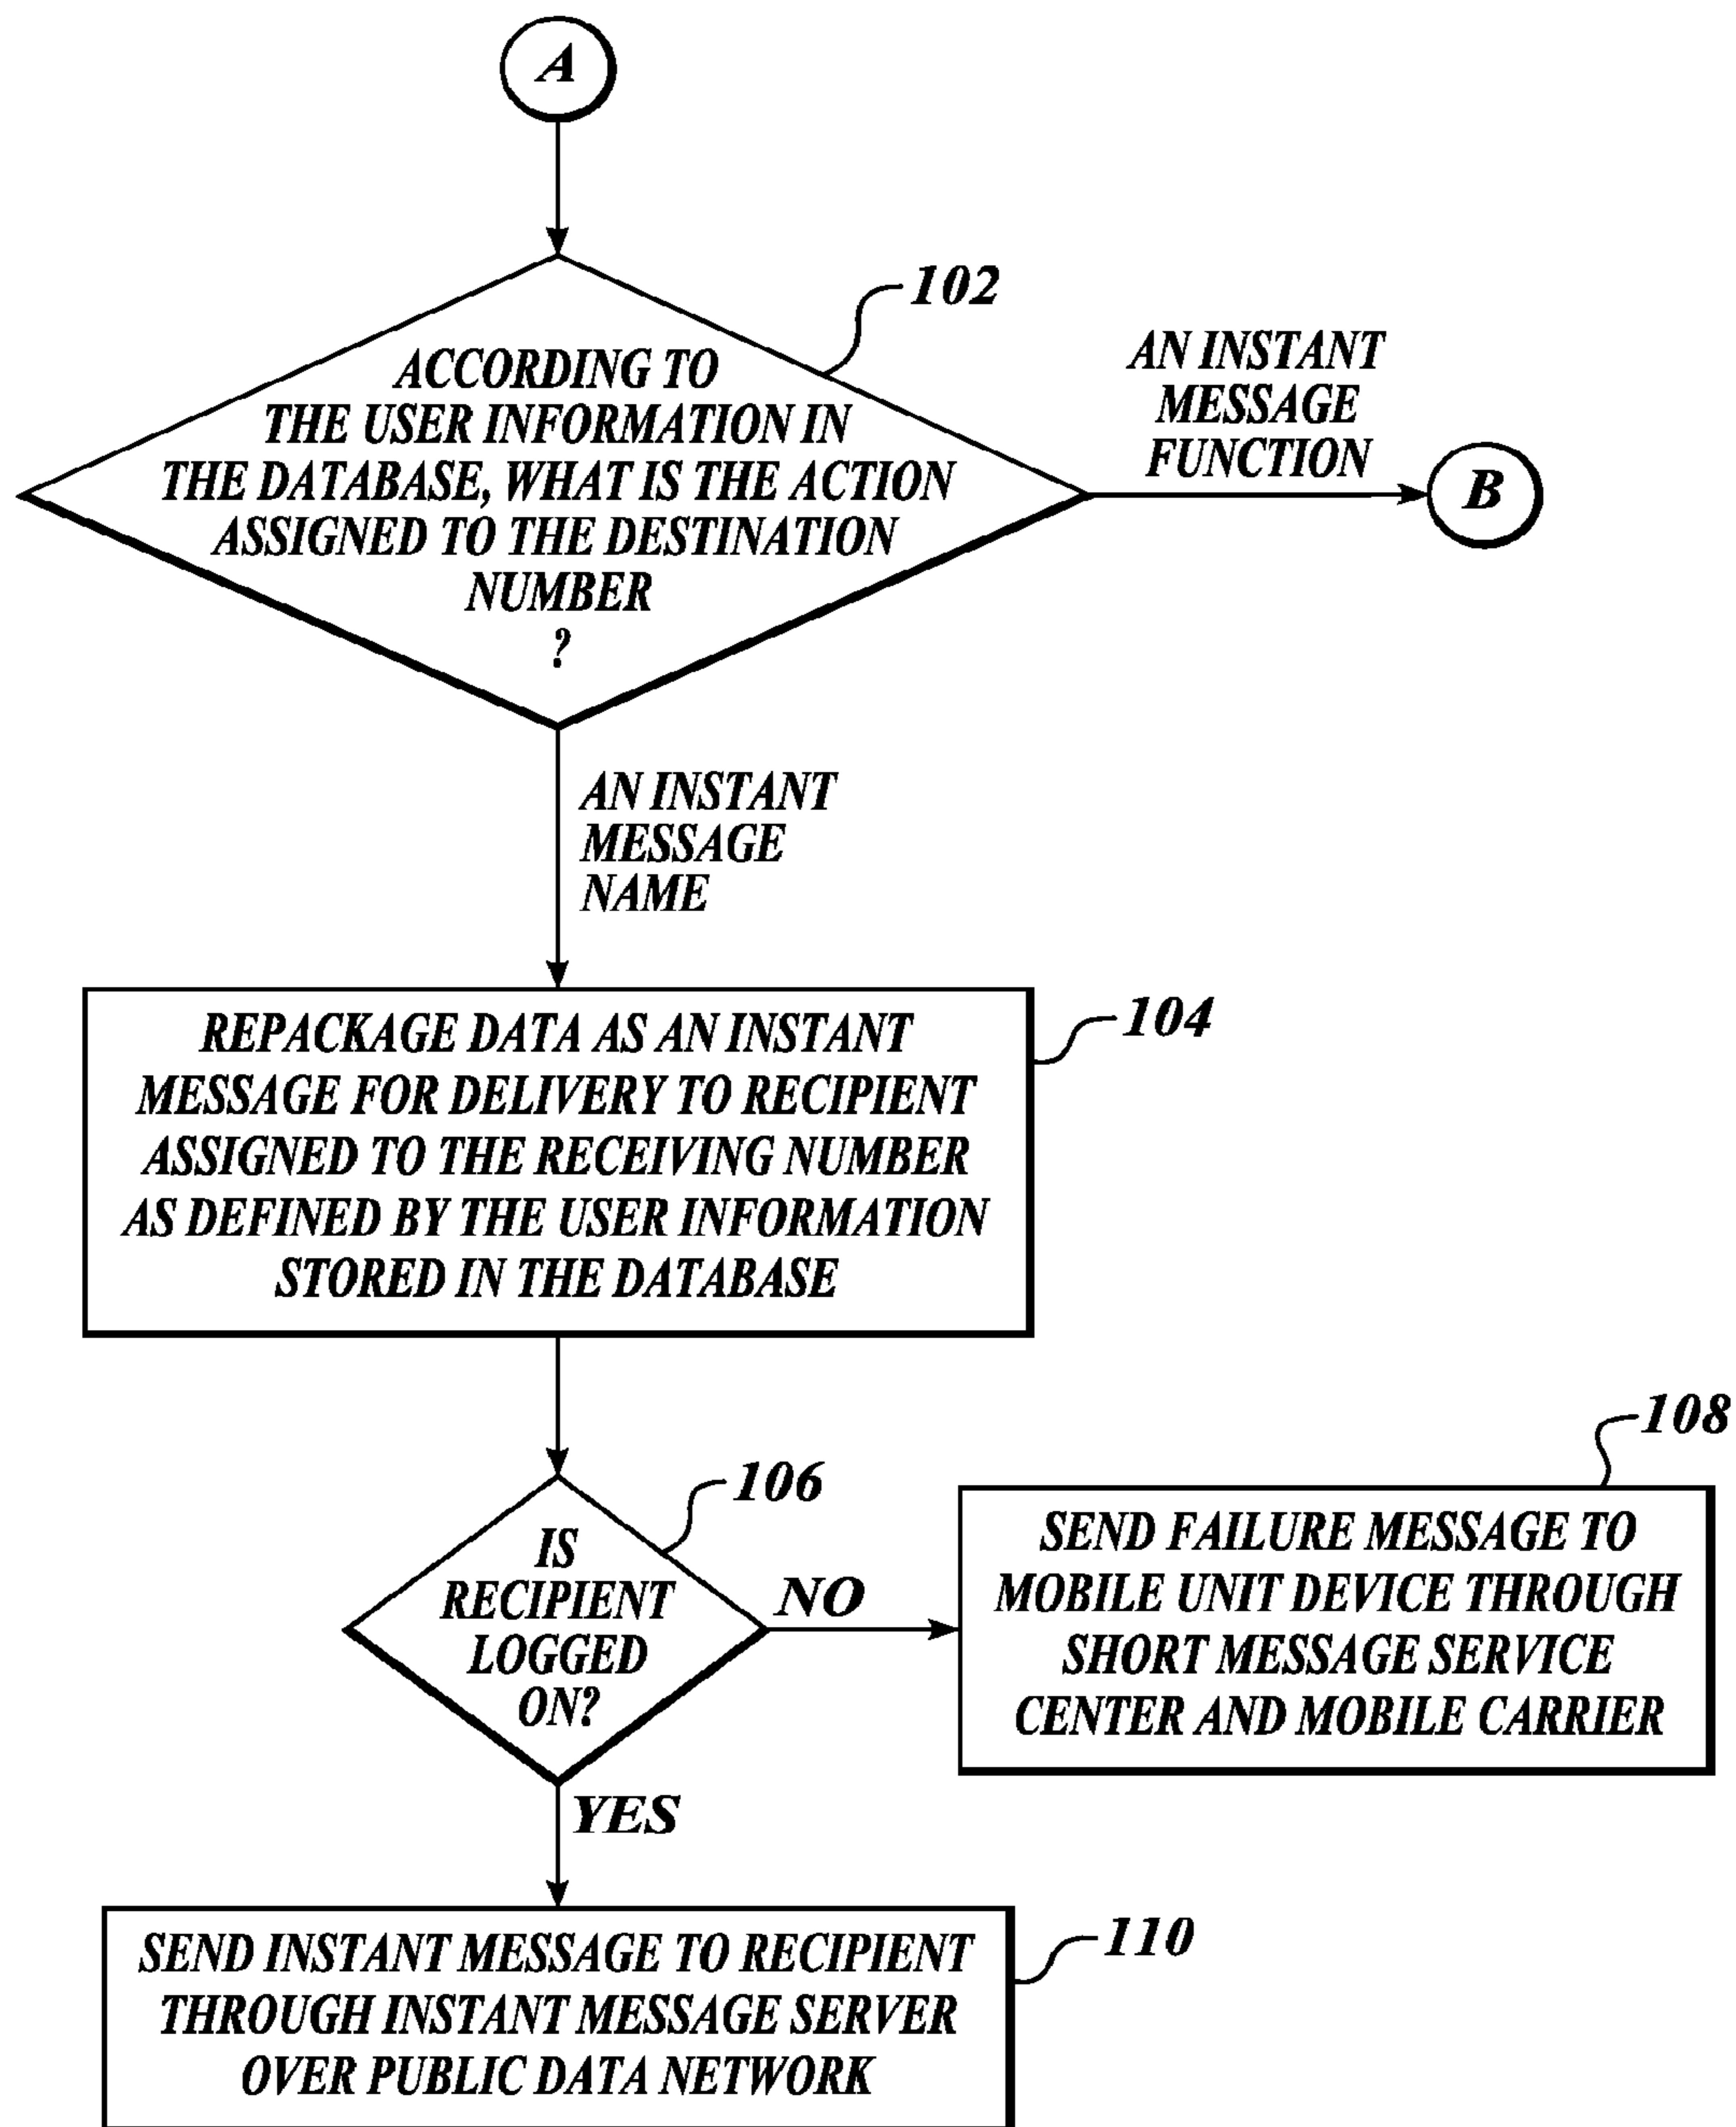 A
102
ACCORDING TO
THE USER INFORMATION IN
THE DATABASE, WHAT IS THE ACTION
ASSIGNED TO THE DESTINATION
NUMBER
?
AN INSTANT
MESSAGE
FUNCTION
B
AN INSTANT
MESSAGE
NAME
104
REPACKAGE DATA AS AN INSTANT
MESSAGE FOR DELIVERY TO RECIPIENT
ASSIGNED TO THE RECEIVING NUMBER
AS DEFINED BY THE USER INFORMATION
STORED IN THE DATABASE
106
IS
RECIPIENT
LOGGED
ON?
NO
108
SEND FAILURE MESSAGE TO
MOBILE UNIT DEVICE THROUGH
SHORT MESSAGE SERVICE
CENTER AND MOBILE CARRIER
YES
110
SEND INSTANT MESSAGE TO RECIPIENT
THROUGH INSTANT MESSAGE SERVER
OVER PUBLIC DATA NETWORK